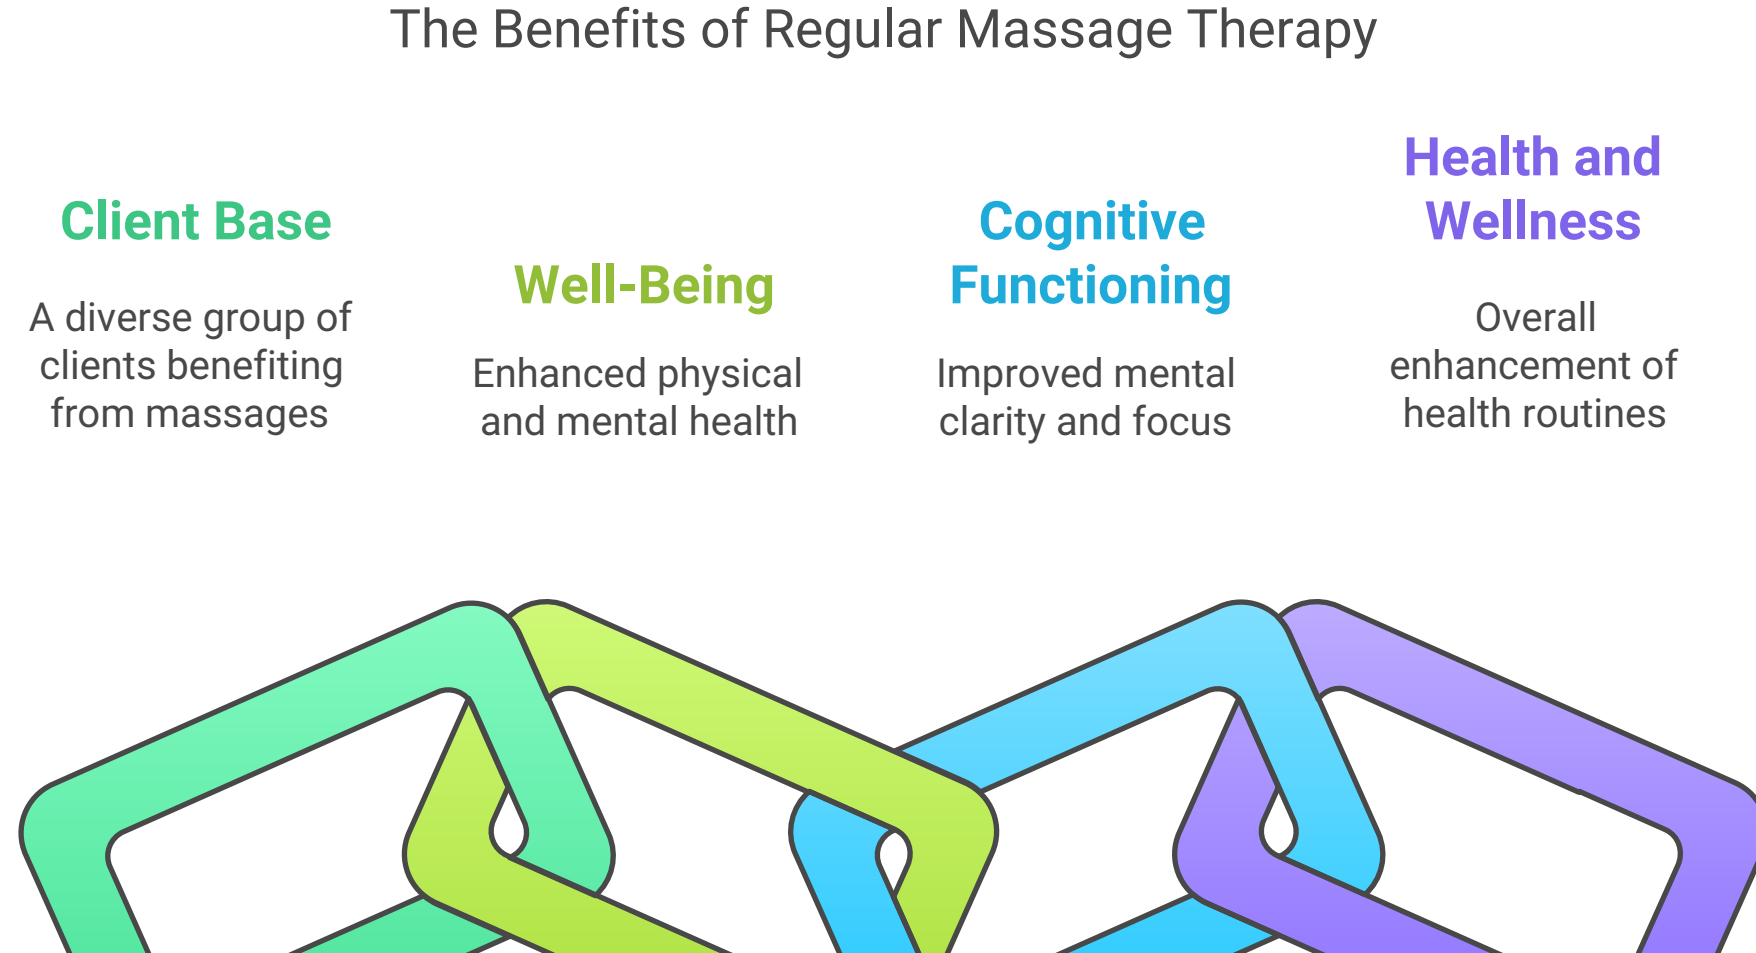 The Benefits of Regular Massage Therapy
Client Base
A diverse group of
clients benefiting
from massages
Well-Being
Enhanced physical
and mental health
Cognitive
Functioning
Improved mental
clarity and focus
Health and
Wellness
Overall
enhancement of
health routines